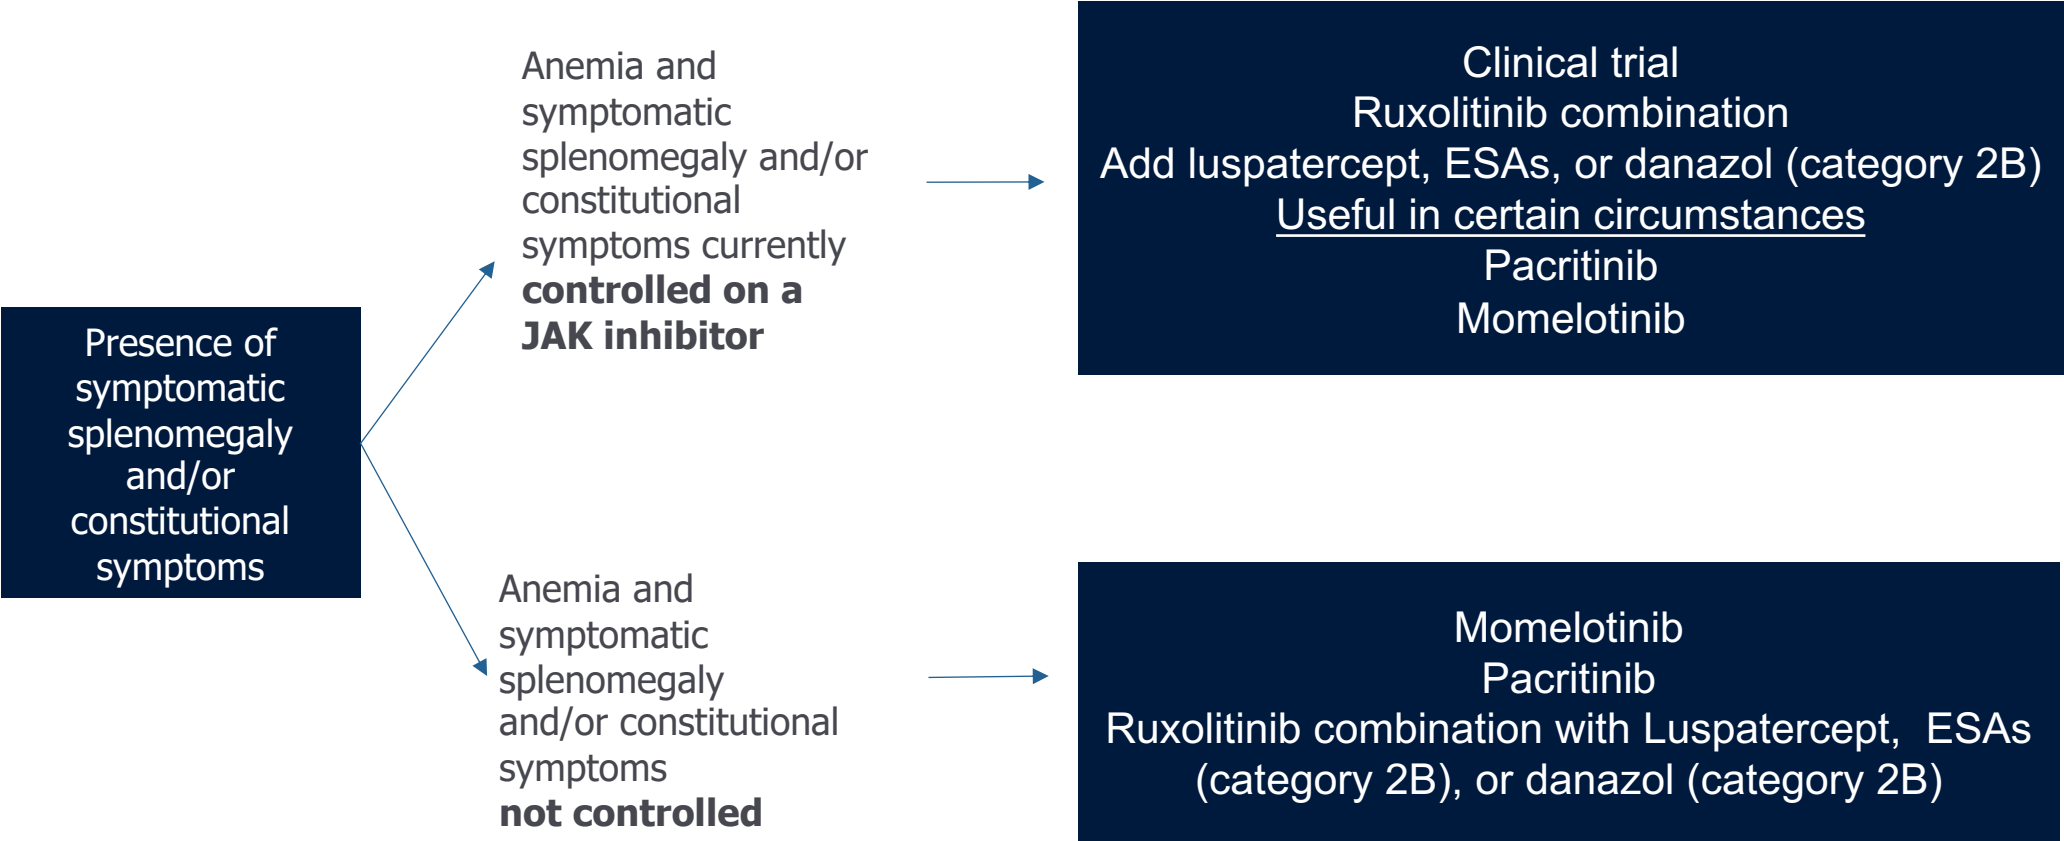 Presence of
symptomatic
splenomegaly
and/or
constitutional
symptoms
Anemia and
symptomatic
splenomegaly and/or
constitutional
symptoms currently
controlled on a
JAK inhibitor
Clinical trial
Ruxolitinib combination
Add luspatercept, ESAs, or danazol (category 2B)
Useful in certain circumstances
Pacritinib
Momelotinib
Anemia and
symptomatic
splenomegaly
and/or constitutional
symptoms
not controlled
Momelotinib
Pacritinib
Ruxolitinib combination with Luspatercept,  ESAs
(category 2B), or danazol (category 2B)